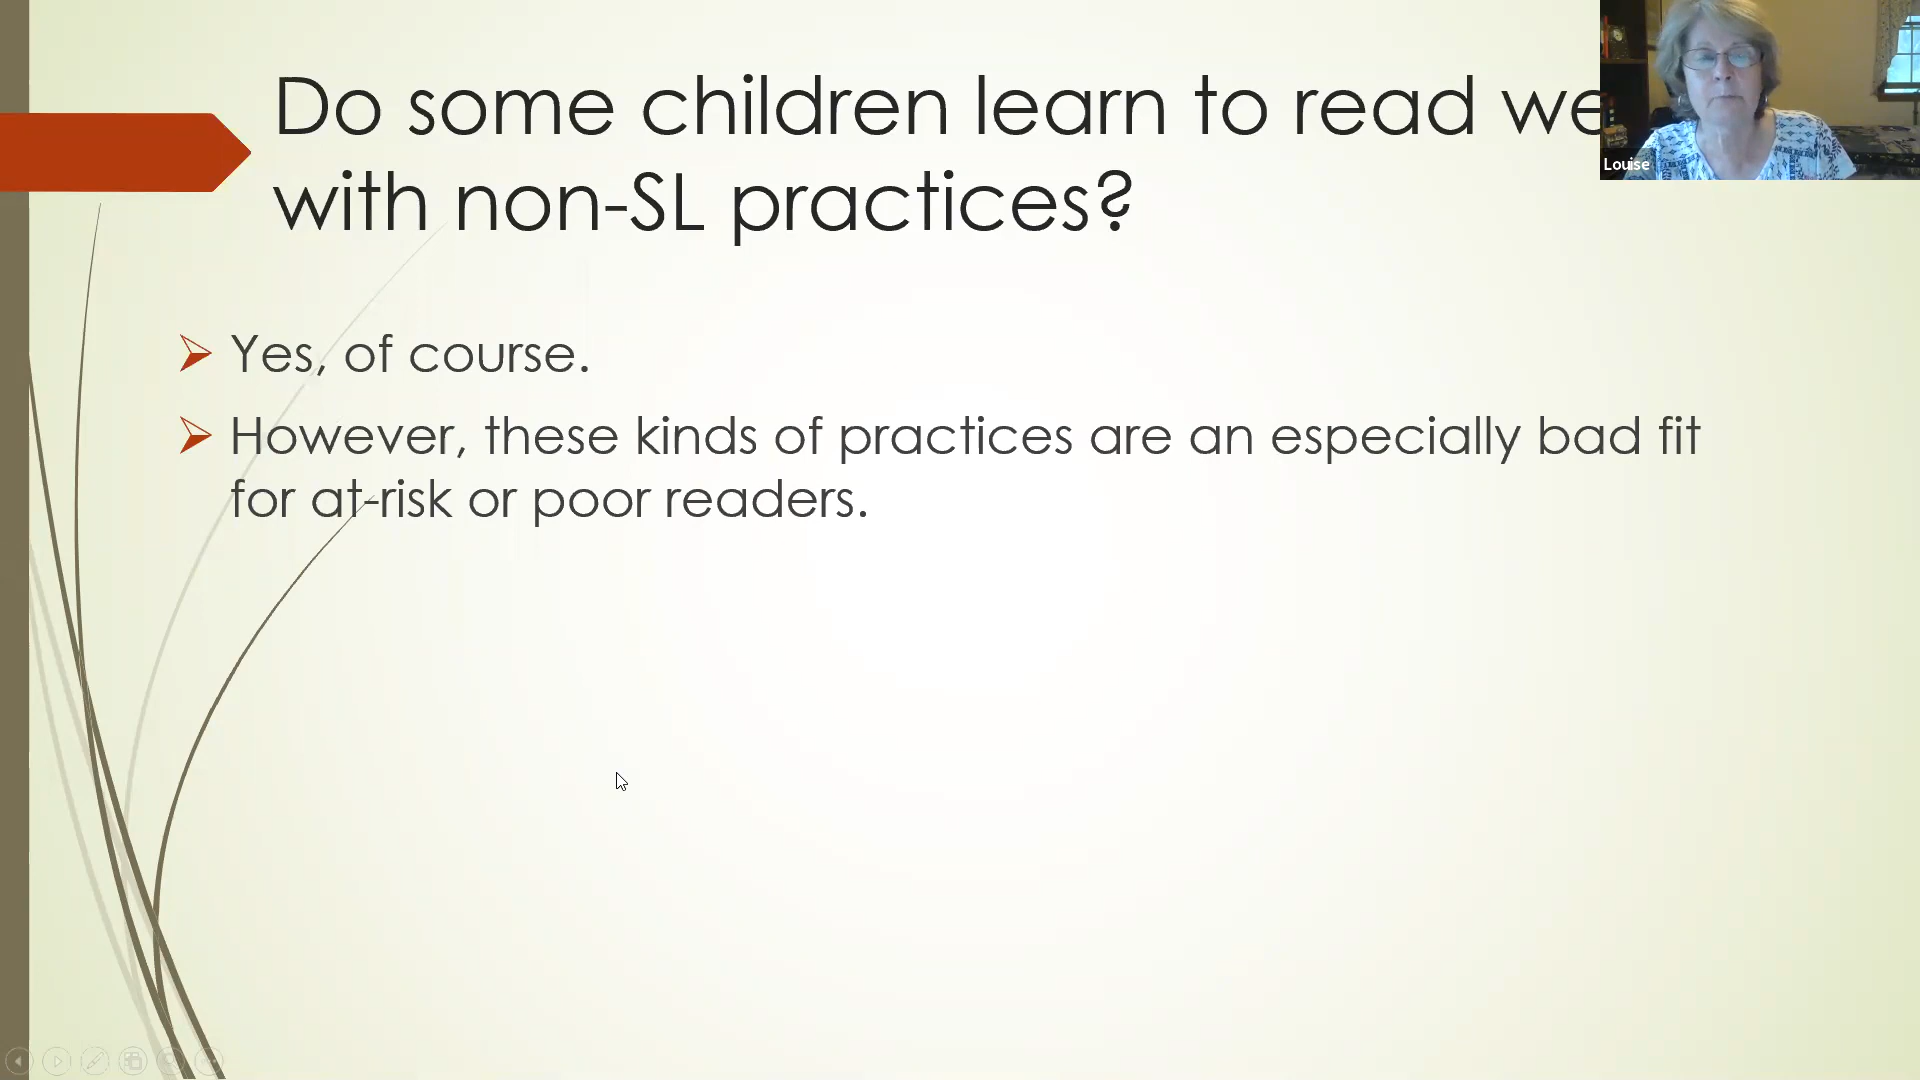 Do some children learn to read we
with non-SL practices?
Louise
Yes, of course.
However, these kinds of practices are an especially bad fit
for at-risk or poor readers.